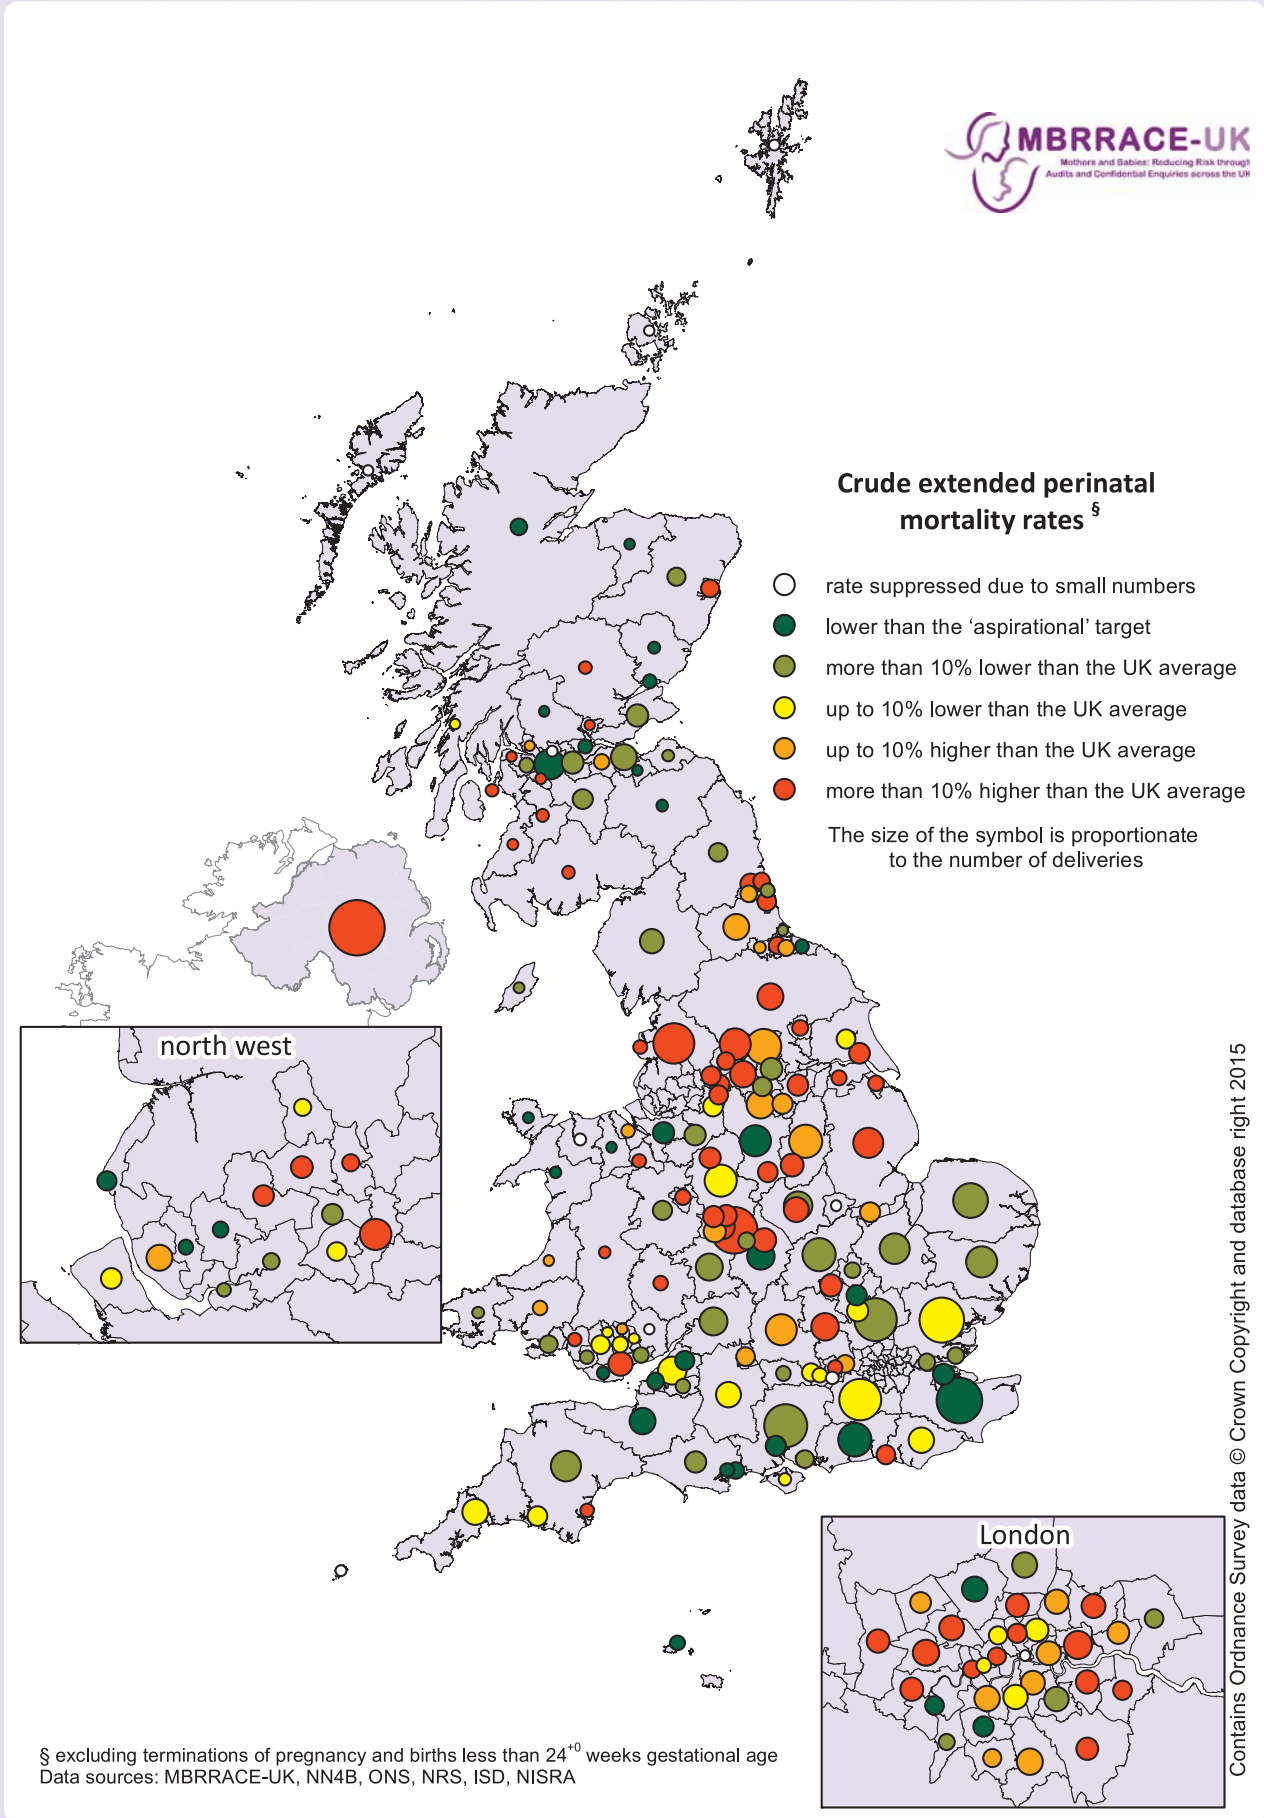 MBRRACE-UK
Mothers and Babies: Reducing Risk through
Audits and Confidential Enquiries across the UK
Crude extended perinatal
mortality rates §
rate suppressed due to small numbers
lower than the ‘aspirational’ target
more than 10% lower than the UK average
up to 10% lower than the UK average
up to 10% higher than the UK average
more than 10% higher than the UK average
The size of the symbol is proportionate
to the number of deliveries
north west
London
Contains Ordnance Survey data © Crown Copyright and database right 2015
§ excluding terminations of pregnancy and births less than 24+0 weeks gestational age
Data sources: MBRRACE-UK, NN4B, ONS, NRS, ISD, NISRA